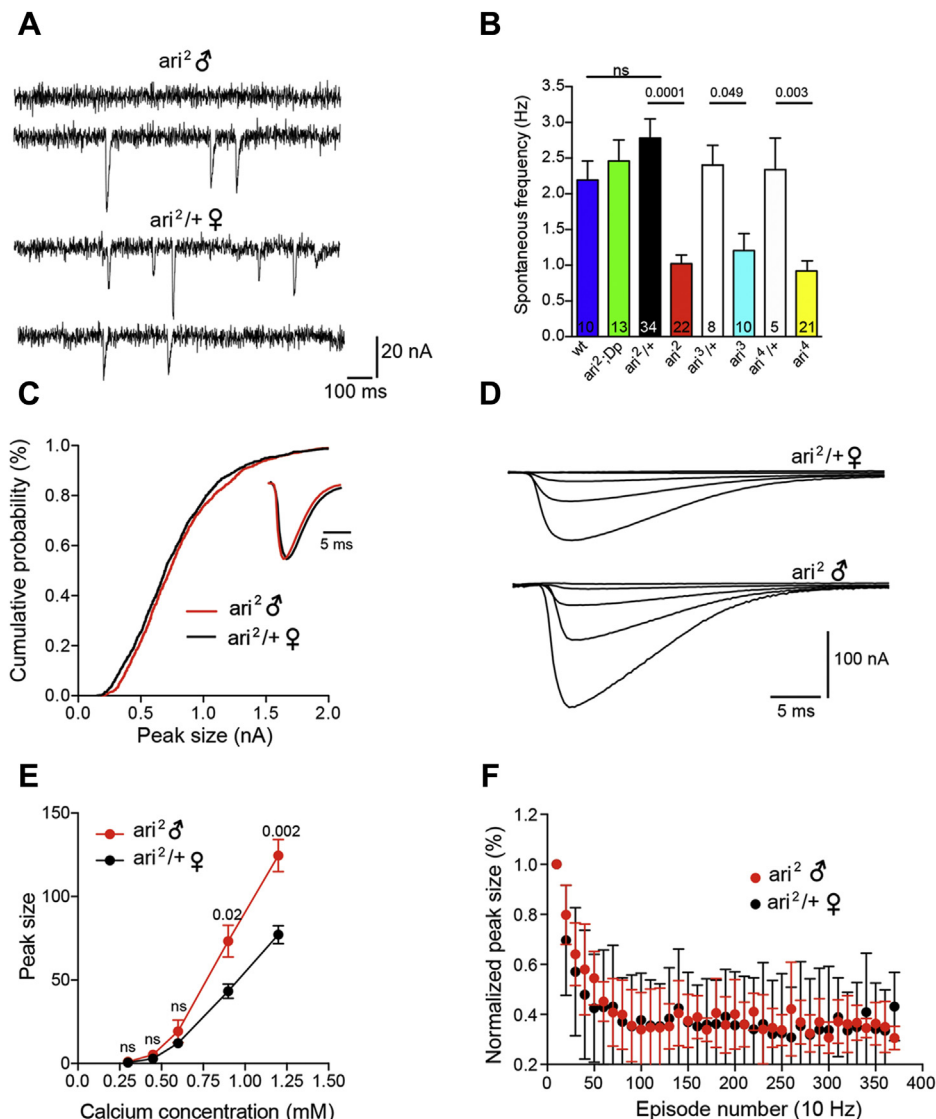 A
ari² ♂
ari²/+ ♀
20 nA
100 ms
B
ns
0.0001
0.049
0.003
Spontaneous frequency (Hz)
3.5
3.0
2.5
2.0
1.5
1.0
0.5
0.0
10
13
34
22
8
10
5
21
wt
ari²;Dp
ari²/+
ari²
ari³/+
ari³
ari⁴/+
ari⁴
C
Cumulative probability (%)
1.0
0.8
0.6
0.4
0.2
0.0
5 ms
ari² ♂
ari²/+ ♀
0.0 0.5 1.0 1.5 2.0
Peak size (nA)
D
ari²/+ ♀
ari² ♂
100 nA
5 ms
E
Peak size
150
100
50
0
ari² ♂
ari²/+ ♀
ns
ns
ns
0.02
0.002
0.00 0.25 0.50 0.75 1.00 1.25 1.50
Calcium concentration (mM)
F
Normalized peak size (%)
1.2
1.0
0.8
0.6
0.4
0.2
ari² ♂
ari²/+ ♀
0 50 100 150 200 250 300 350 400
Episode number (10 Hz)